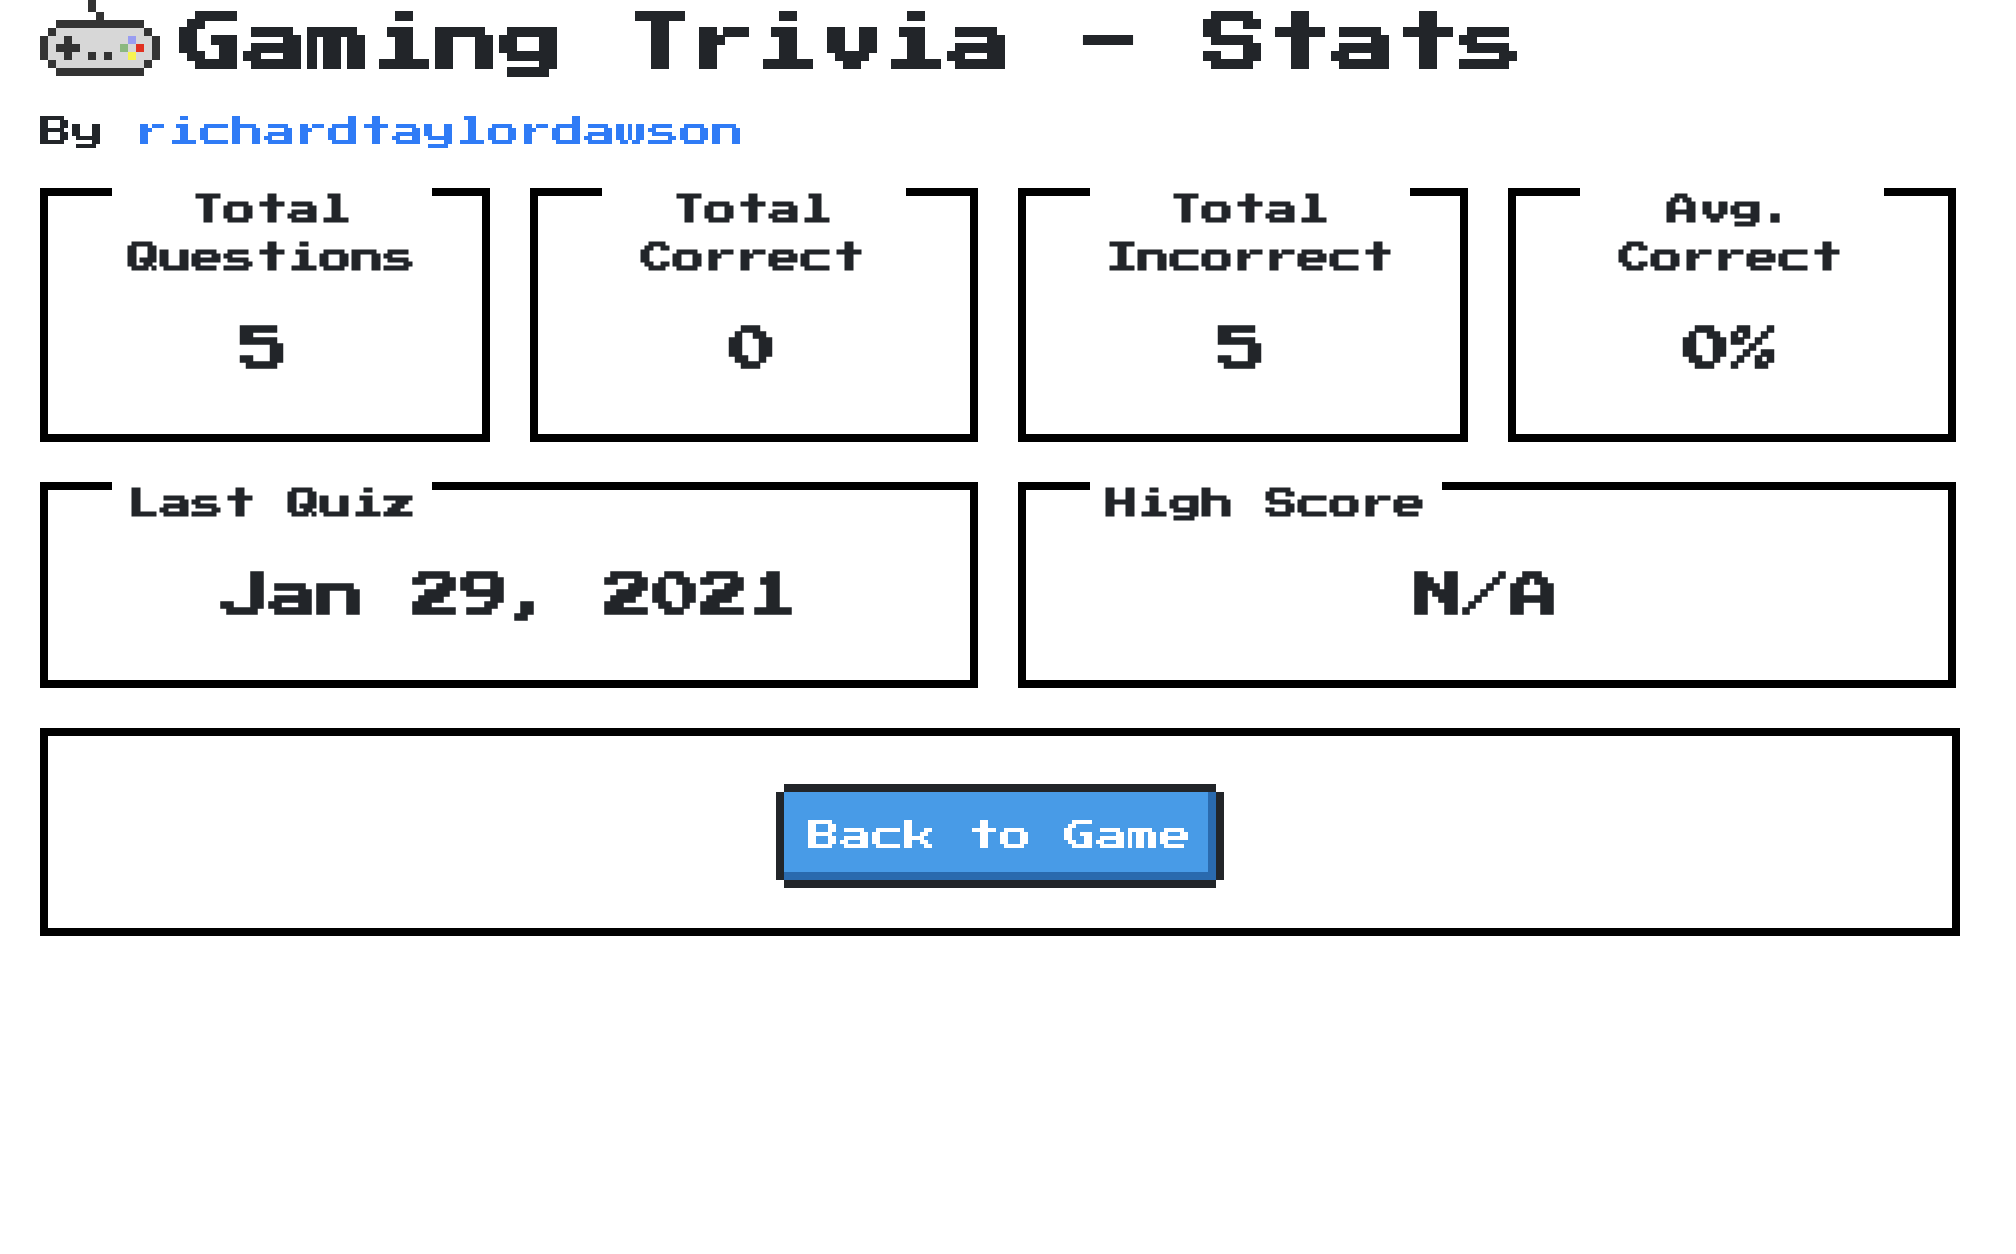 Gaming Trivia - Stats
By richardtaylordawson
Total
Questions
5
Total
Correct
0
Total
Incorrect
5
Avg.
Correct
0%
Last Quiz
Jan 29, 2021
High Score
N/A
Back to Game